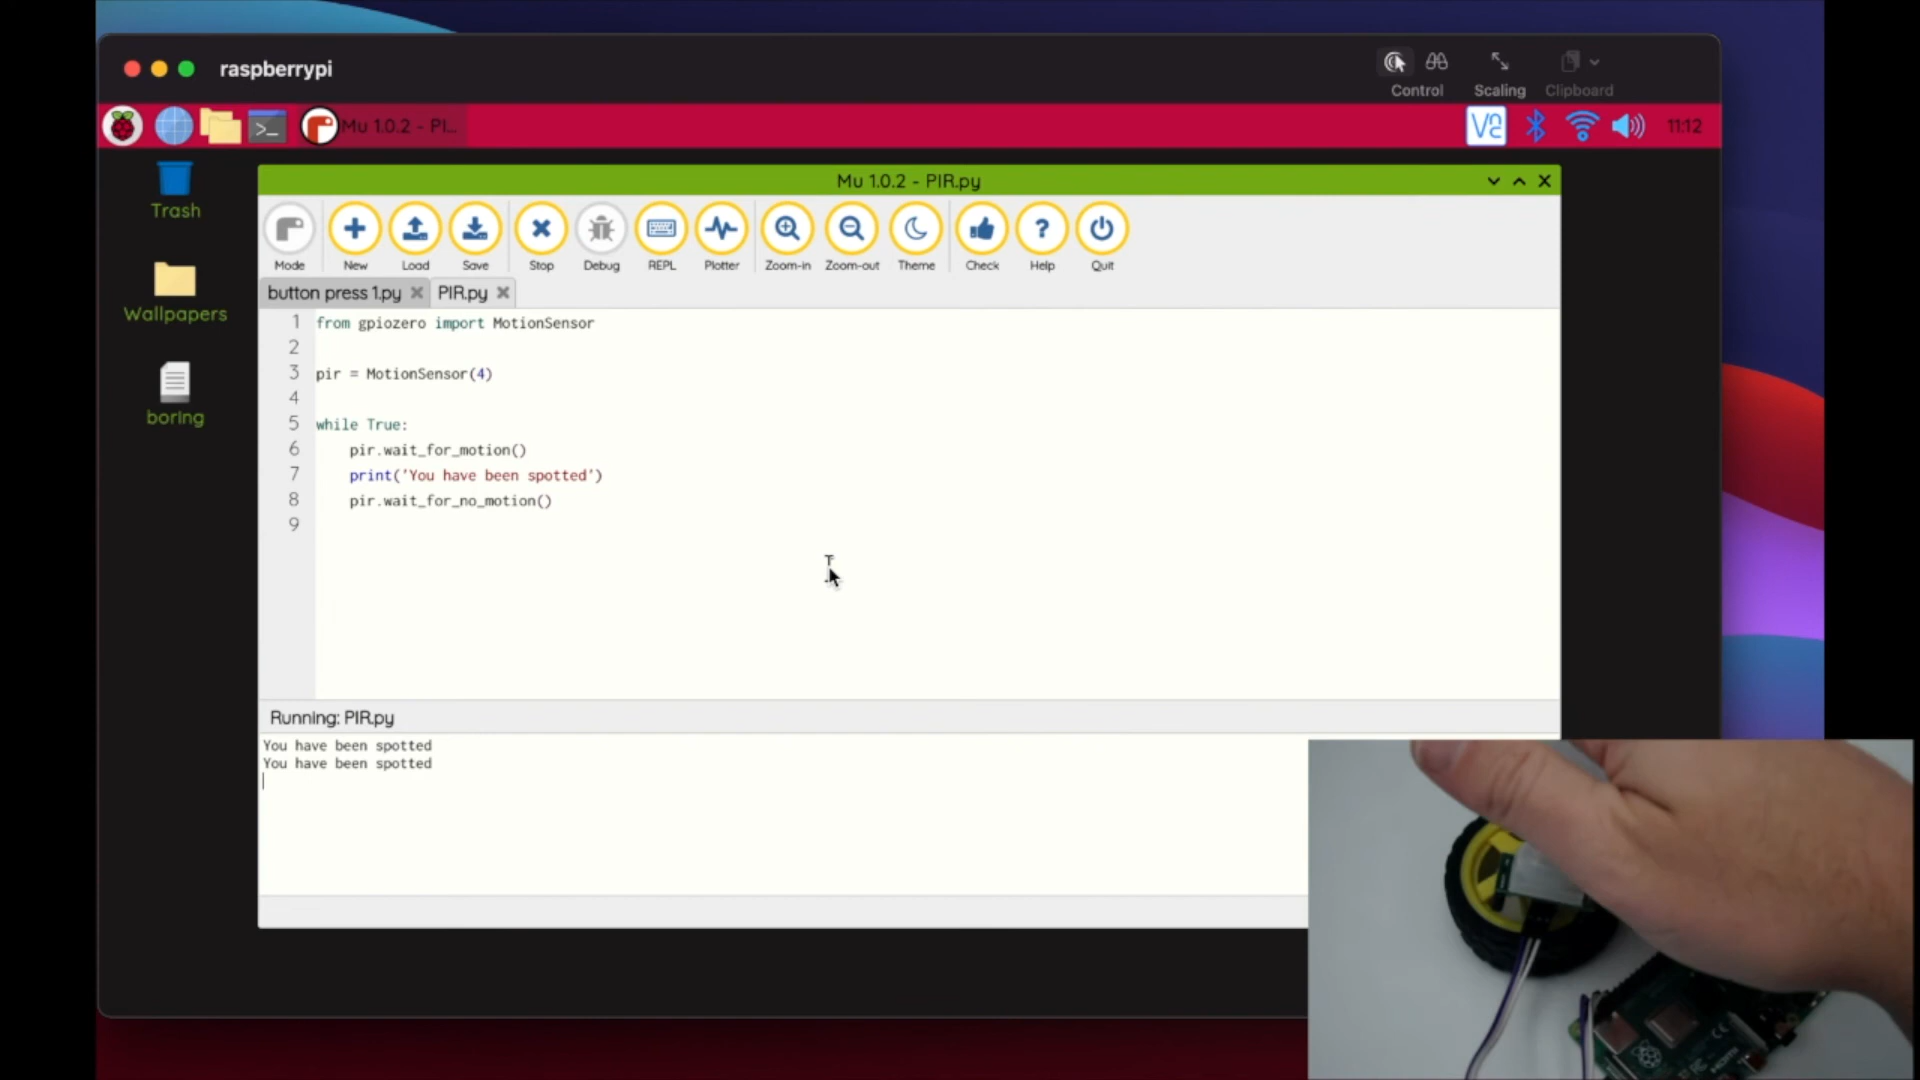 raspberrypi
Control
Scaling
Clipboard
Mu 1.0.2 - PI...
11:12
Trash
Wallpapers
boring
Mu 1.0.2 - PIR.py
Mode
New
Load
Save
Stop
Debug
REPL
Plotter
Zoom-in
Zoom-out
Theme
Check
Help
Quit
button press 1.py
PIR.py
1 from gpiozero import MotionSensor
2
3 pir = MotionSensor(4)
4
5 while True:
6 pir.wait_for_motion()
7 print('You have been spotted')
8 pir.wait_for_no_motion()
9
Running: PIR.py
You have been spotted
You have been spotted